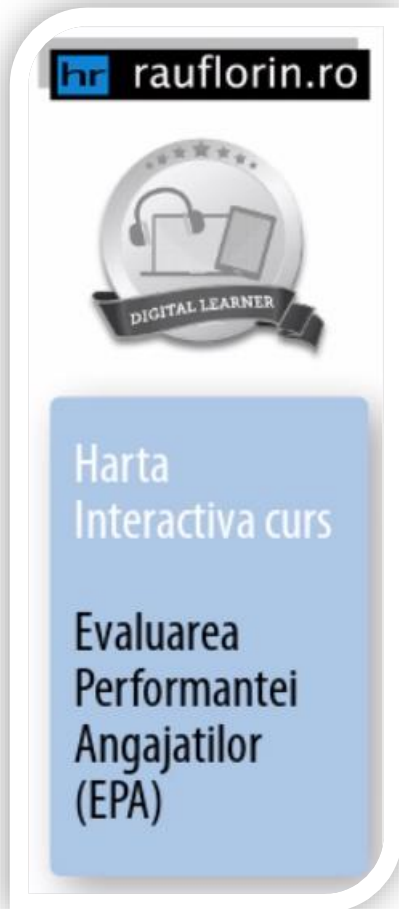 hr rauflorin.ro
DIGITAL LEARNER
Harta
Interactiva curs
Evaluarea
Performantei
Angajatilor
(EPA)